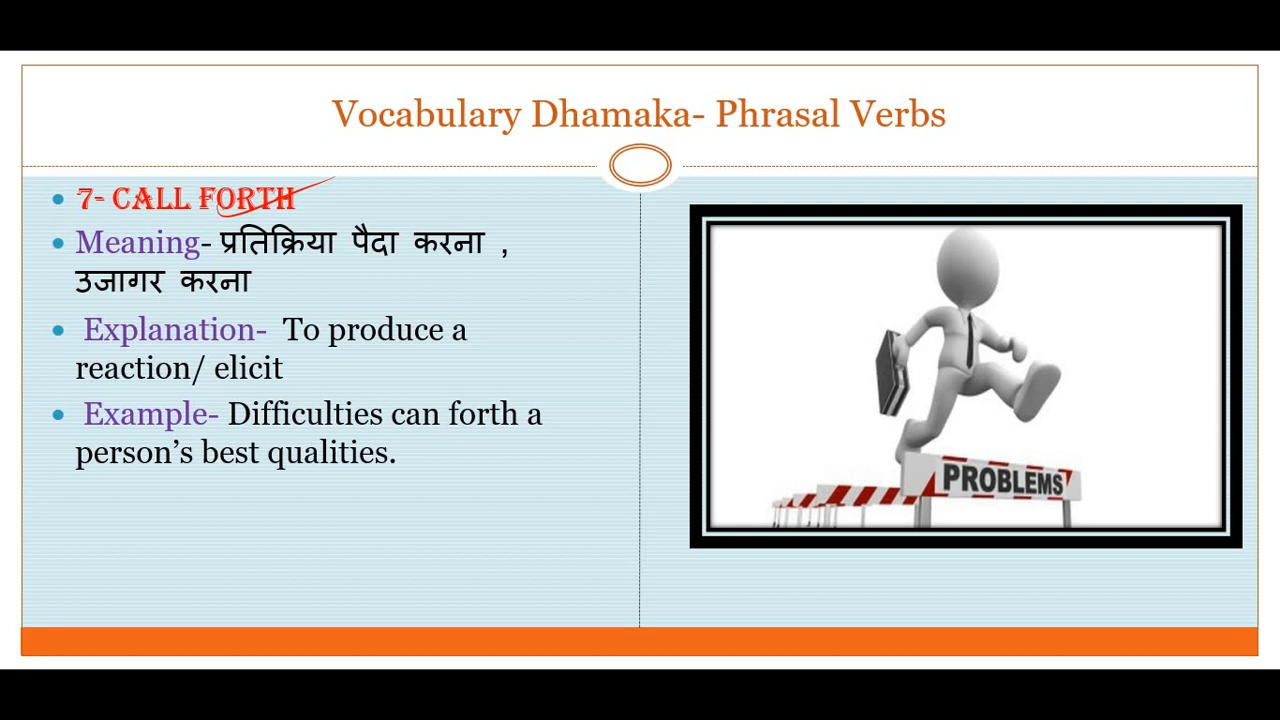 Vocabulary Dhamaka- Phrasal Verbs
7- CALL FORTH
Meaning- प्रतिक्रिया पैदा करना ,
उजागर करना
Explanation- To produce a
reaction/ elicit
Example- Difficulties can forth a
person’s best qualities.
PROBLEMS